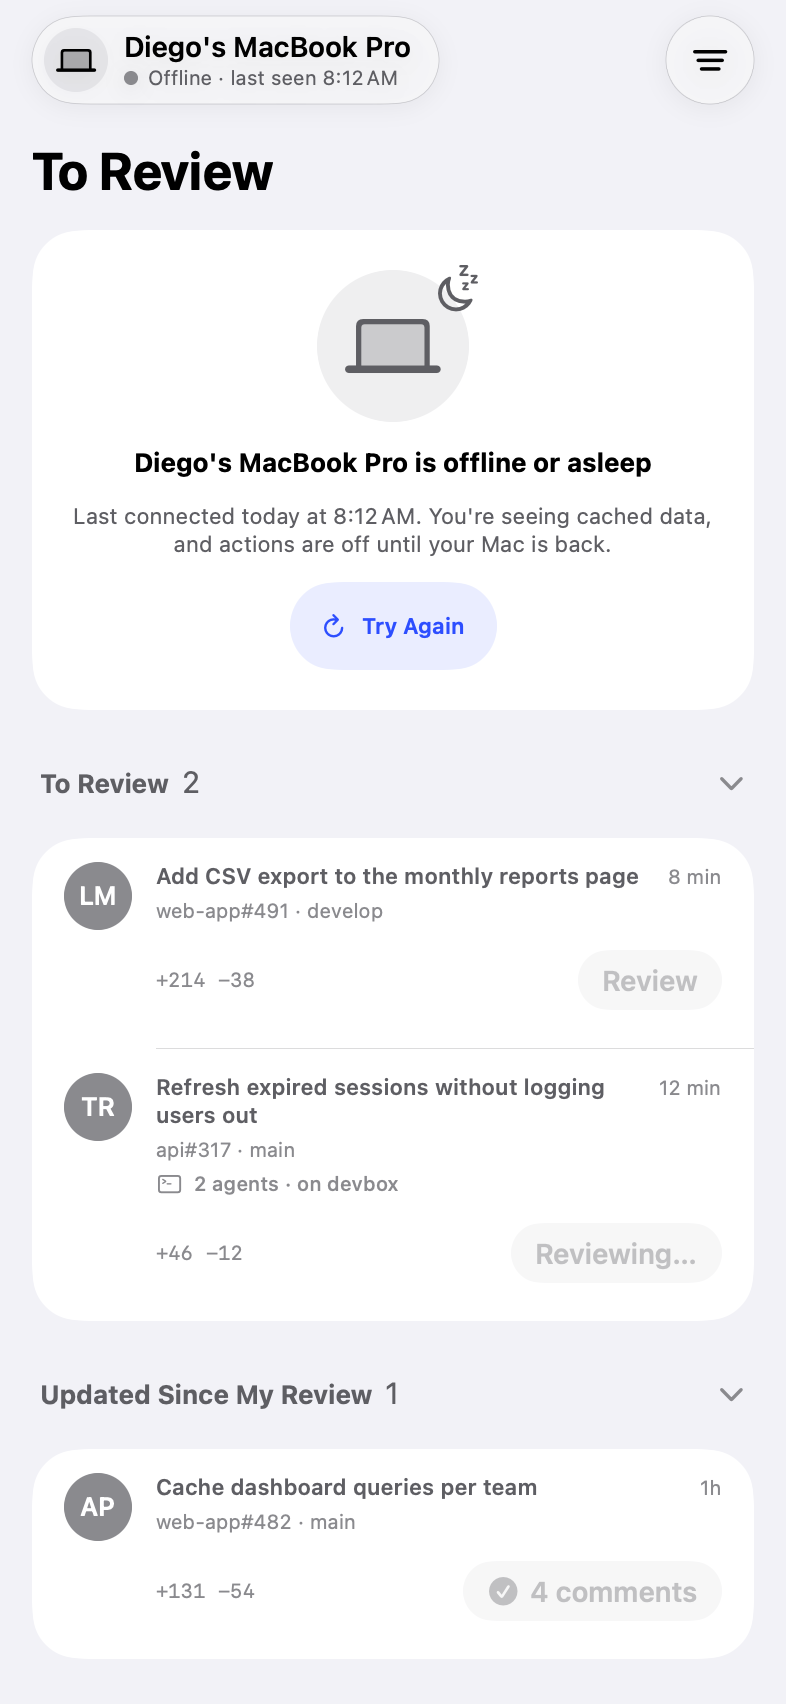 Diego's MacBook Pro
Offline · last seen 8:12 AM
To Review
z z z
Diego's MacBook Pro is offline or asleep
Last connected today at 8:12 AM. You're seeing cached data,
and actions are off until your Mac is back.
Try Again
To Review 2
LM
Add CSV export to the monthly reports page 8 min
web-app#491 · develop
+214 −38
Review
TR
Refresh expired sessions without logging 12 min
users out
api#317 · main
2 agents · on devbox
+46 −12
Reviewing...
Updated Since My Review 1
AP
Cache dashboard queries per team 1h
web-app#482 · main
+131 −54
4 comments